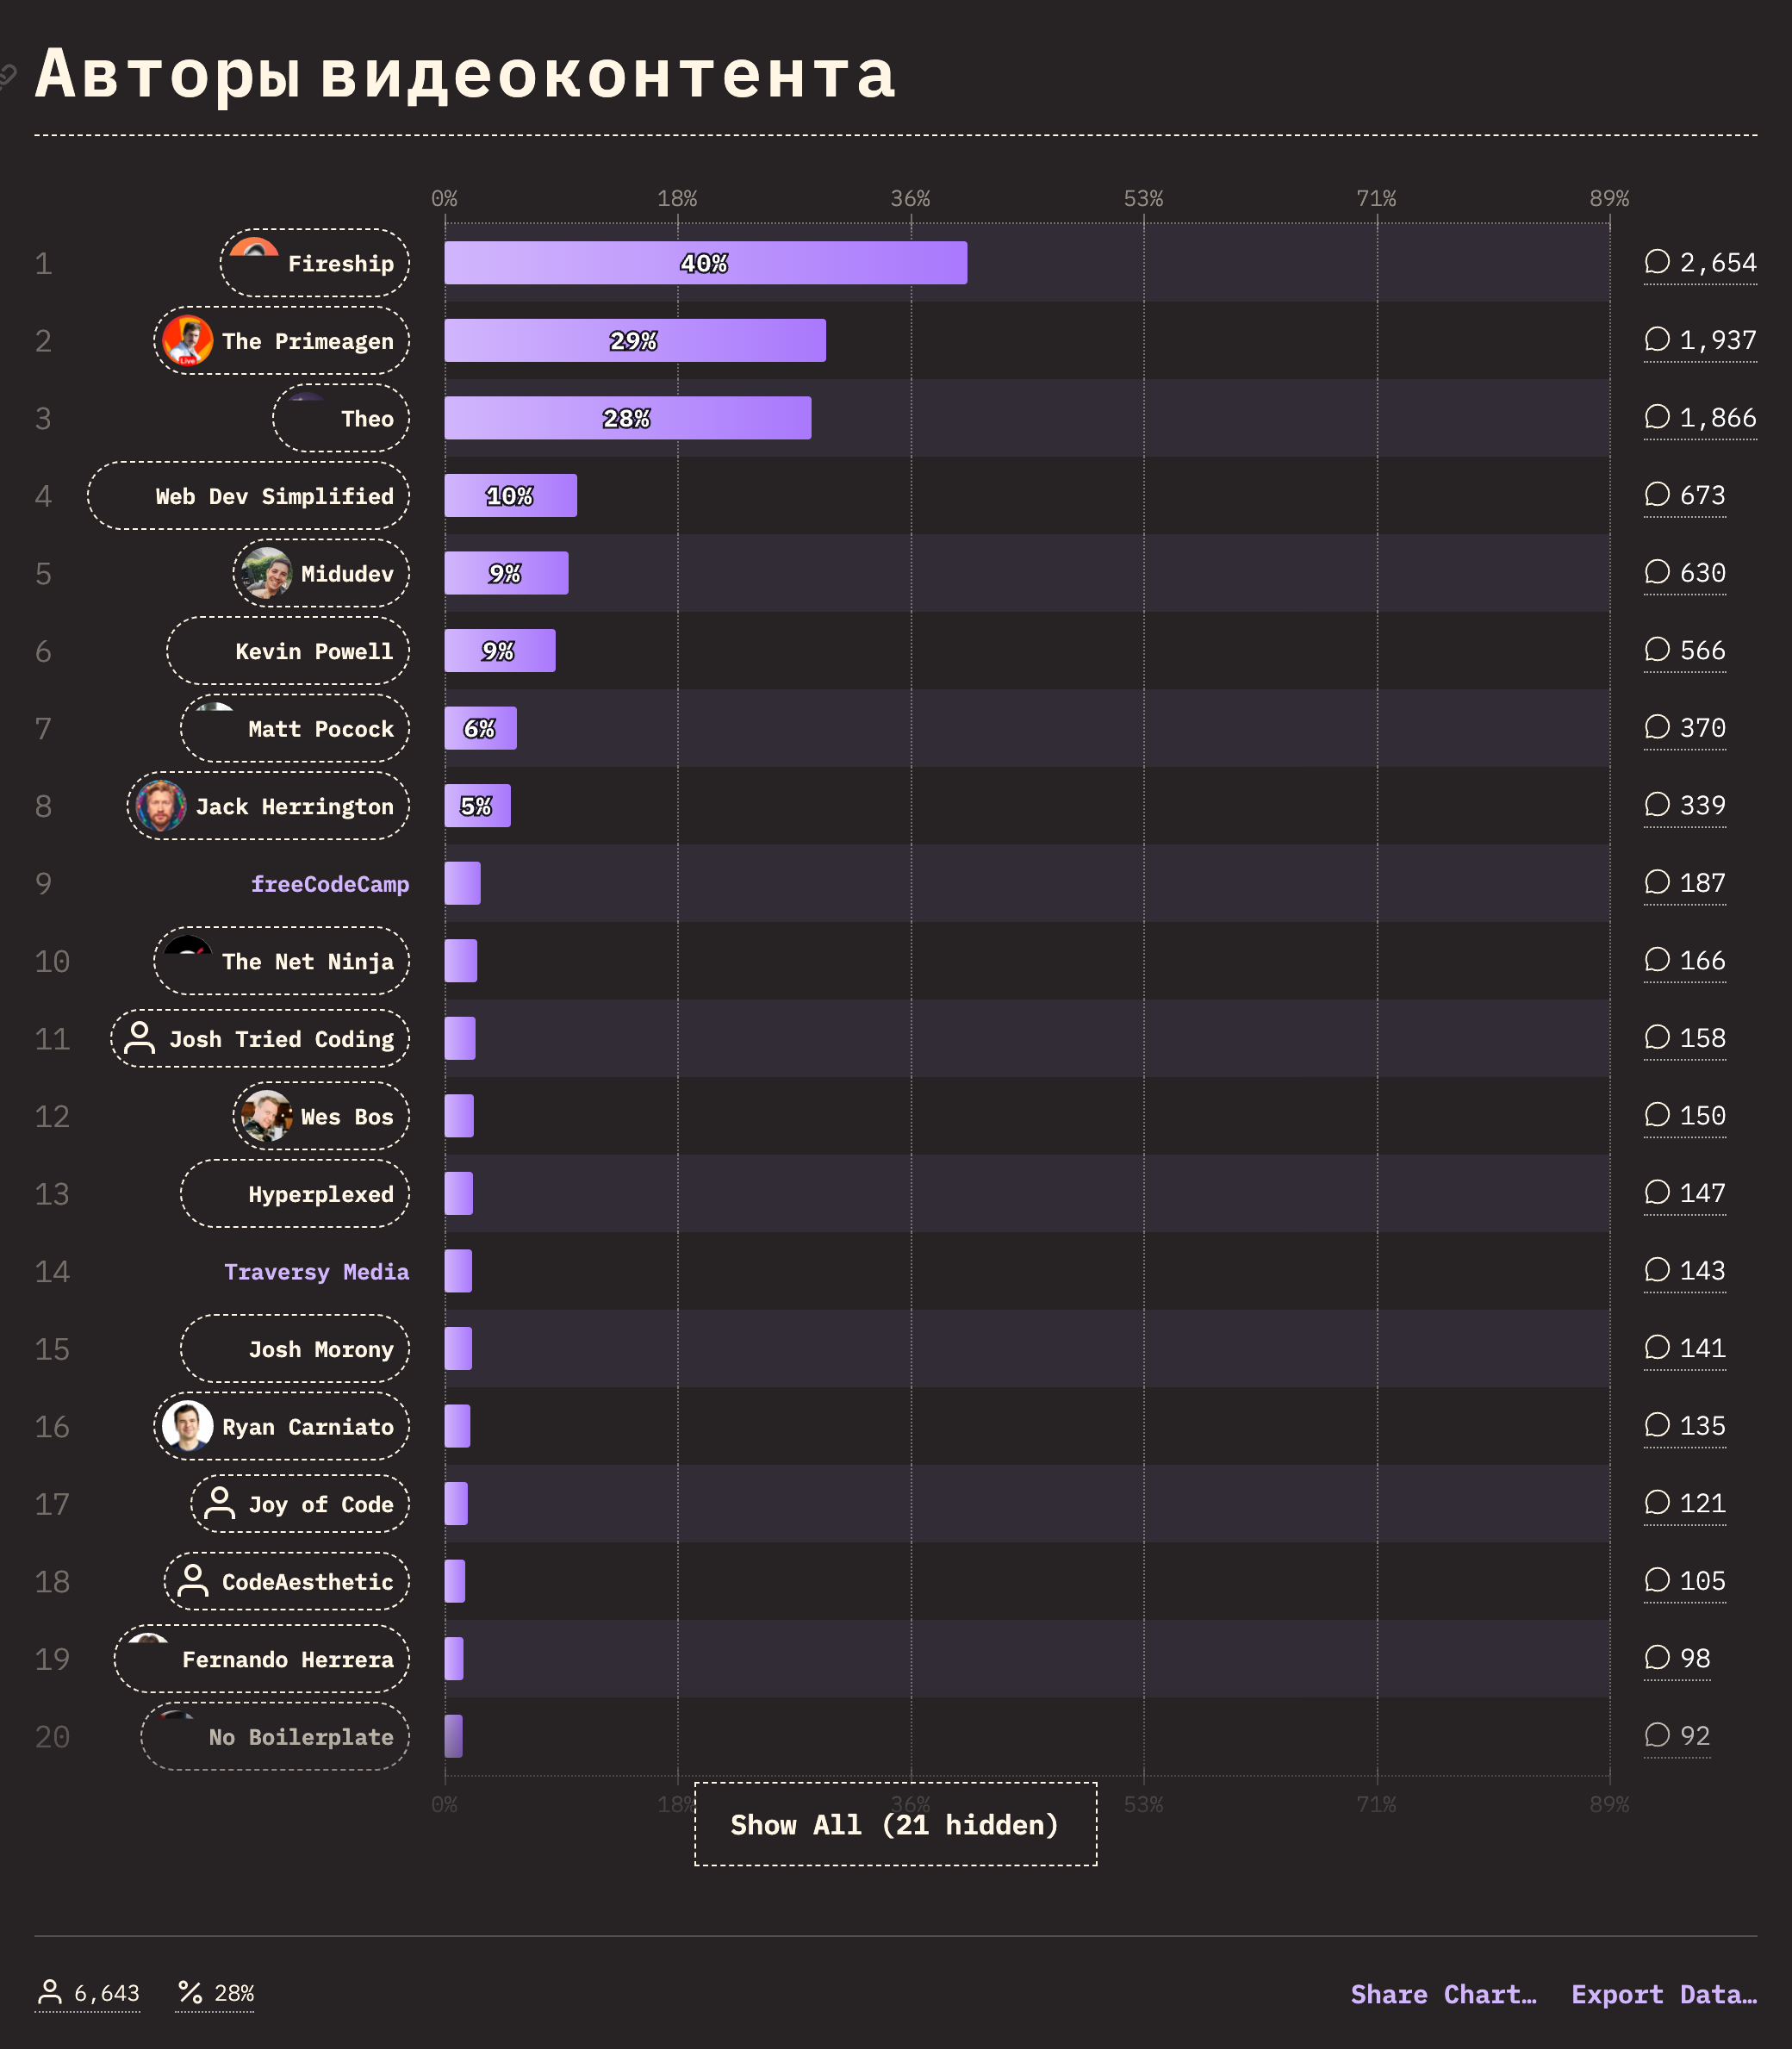 Авторы видеоконтента
0% 18% 36% 53% 71% 89%
1 Fireship 40% 2,654
2 The Primeagen 29% 1,937
3 Theo 28% 1,866
4 Web Dev Simplified 10% 673
5 Midudev 9% 630
6 Kevin Powell 9% 566
7 Matt Pocock 6% 370
8 Jack Herrington 5% 339
9 freeCodeCamp 187
10 The Net Ninja 166
11 Josh Tried Coding 158
12 Wes Bos 150
13 Hyperplexed 147
14 Traversy Media 143
15 Josh Morony 141
16 Ryan Carniato 135
17 Joy of Code 121
18 CodeAesthetic 105
19 Fernando Herrera 98
20 No Boilerplate 92
0% 18% 36% 53% 71% 89%
Show All (21 hidden)
6,643 28% Share Chart… Export Data…